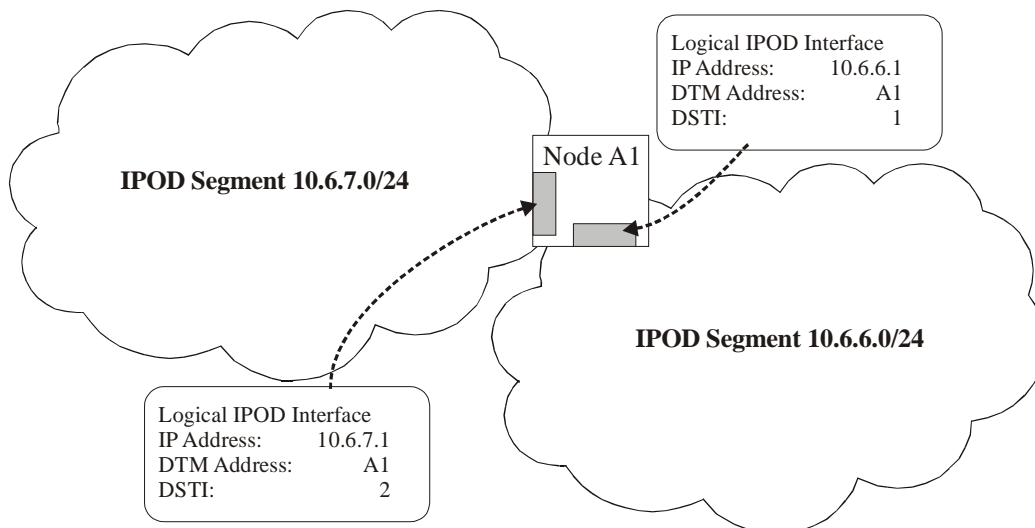 Logical IPOD Interface
IP Address: 10.6.6.1
DTM Address: A1
DSTI: 1
Node A1
IPOD Segment 10.6.7.0/24
IPOD Segment 10.6.6.0/24
Logical IPOD Interface
IP Address: 10.6.7.1
DTM Address: A1
DSTI: 2